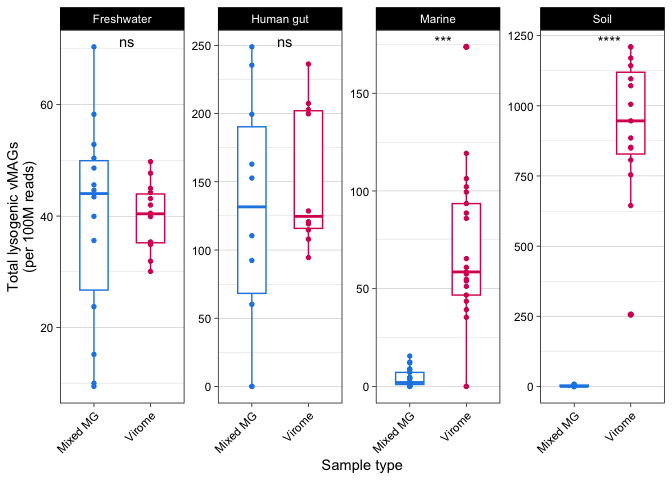 Freshwater
Human gut
Marine
Soil
ns
ns
***
****
Total lysogenic vMAGs
(per 100M reads)
60
40
20
250
200
150
100
50
0
150
100
50
0
1250
1000
750
500
250
0
Mixed MG
Virome
Mixed MG
Virome
Mixed MG
Virome
Mixed MG
Virome
Sample type